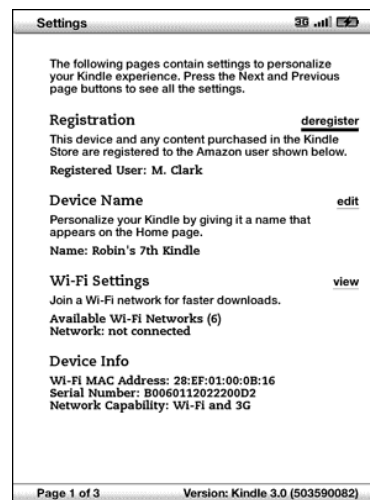 Settings 3G
The following pages contain settings to personalize
your Kindle experience. Press the Next and Previous
page buttons to see all the settings.
Registration deregister
This device and any content purchased in the Kindle
Store are registered to the Amazon user shown below.
Registered User: M. Clark
Device Name edit
Personalize your Kindle by giving it a name that
appears on the Home page.
Name: Robin's 7th Kindle
Wi-Fi Settings view
Join a Wi-Fi network for faster downloads.
Available Wi-Fi Networks (6)
Network: not connected
Device Info
Wi-Fi MAC Address: 28:EF:01:00:0B:16
Serial Number: B0060112022200D2
Network Capability: Wi-Fi and 3G
Page 1 of 3 Version: Kindle 3.0 (503590082)